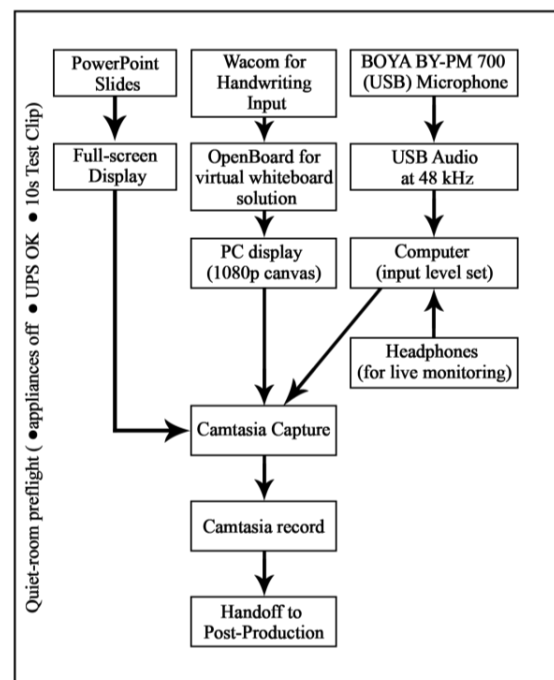 Quiet-room preflight ( ●appliances off ● UPS OK ● 10s Test Clip)
PowerPoint
Slides
Full-screen
Display
Wacom for
Handwriting
Input
OpenBoard for
virtual whiteboard
solution
PC display
(1080p canvas)
BOYA BY-PM 700
(USB) Microphone
USB Audio
at 48 kHz
Computer
(input level set)
Headphones
(for live monitoring)
Camtasia Capture
Camtasia record
Handoff to
Post-Production